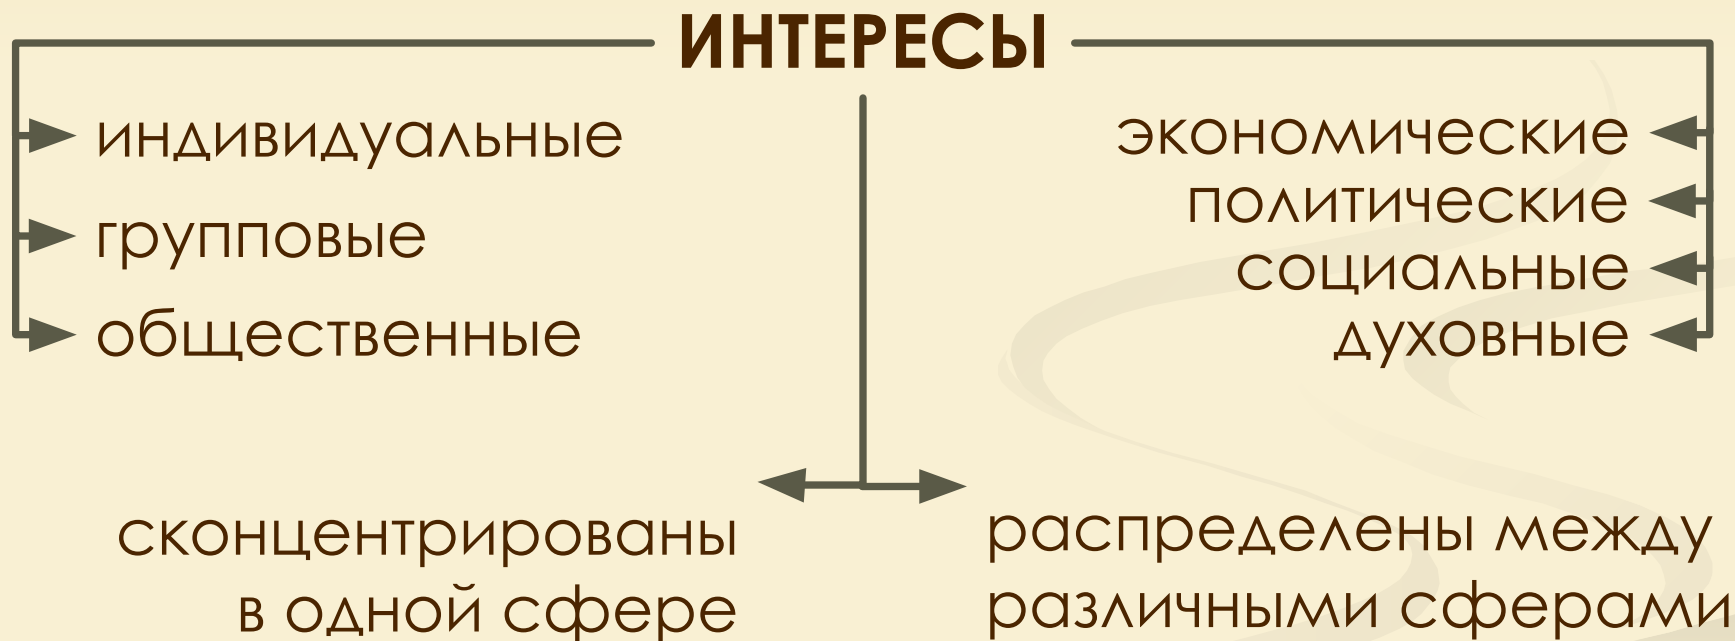 ИНТЕРЕСЫ
индивидуальные
групповые
общественные
экономические
политические
социальные
духовные
сконцентрированы
в одной сфере
распределены между
различными сферами